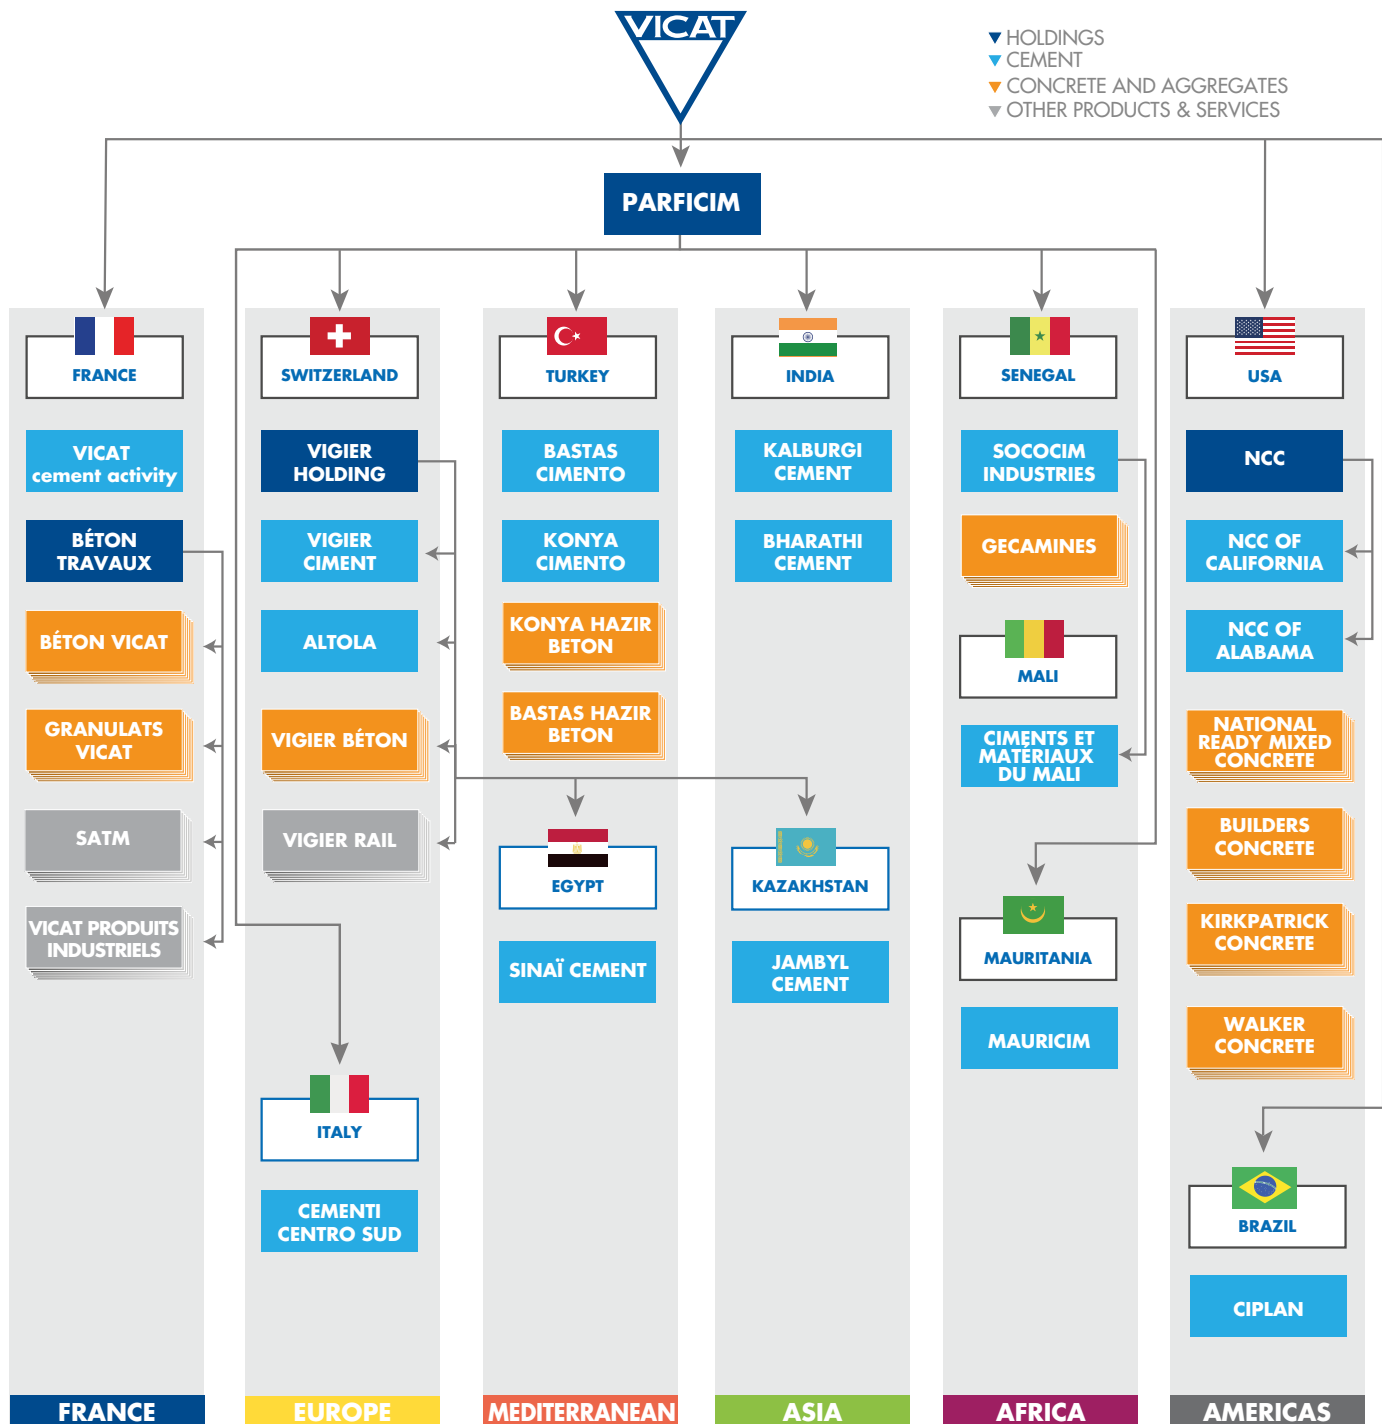 VICAT
HOLDINGS
CEMENT
CONCRETE AND AGGREGATES
OTHER PRODUCTS & SERVICES
PARFICIM
FRANCE
VICAT
cement activity
BÉTON
TRAVAUX
BÉTON VICAT
GRANULATS
VICAT
SATM
VICAT PRODUITS
INDUSTRIELS
FRANCE
SWITZERLAND
VIGIER
HOLDING
VIGIER
CIMENT
ALTOLA
VIGIER BÉTON
VIGIER RAIL
ITALY
CEMENTI
CENTRO SUD
EUROPE
TURKEY
BASTAS
CIMENTO
KONYA
CIMENTO
KONYA HAZIR
BETON
BASTAS HAZIR
BETON
EGYPT
SINAÏ CEMENT
MEDITERRANEAN
INDIA
KALBURGI
CEMENT
BHARATHI
CEMENT
KAZAKHSTAN
JAMBYL
CEMENT
ASIA
SENEGAL
SOCOCIM
INDUSTRIES
GECAMINES
MALI
CIMENTS ET
MATÉRIAUX
DU MALI
MAURITANIA
MAURICIM
AFRICA
USA
NCC
NCC OF
CALIFORNIA
NCC OF
ALABAMA
NATIONAL
READY MIXED
CONCRETE
BUILDERS
CONCRETE
KIRKPATRICK
CONCRETE
WALKER
CONCRETE
BRAZIL
CIPLAN
AMERICAS